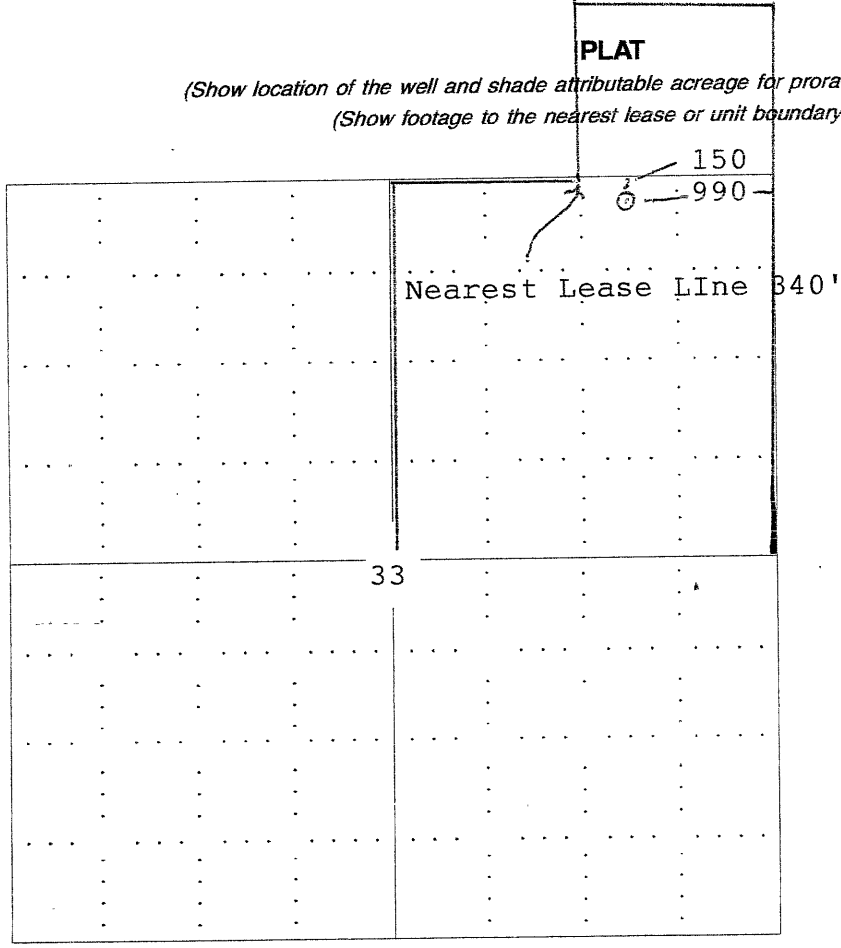 PLAT
(Show location of the well and shade attributable acreage for prora
(Show footage to the nearest lease or unit boundary
150
990
Nearest Lease LIne 340'
33